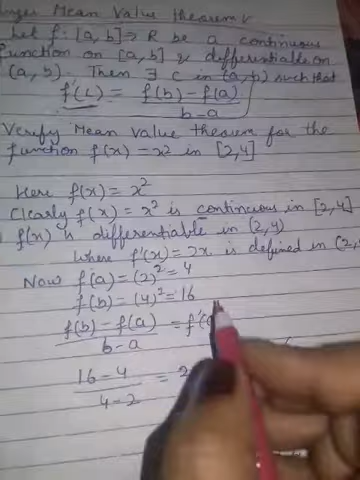 Mean Value theorem
Let f: [a, b] → R be a continuous
function on [a, b] & differentiable on
(a, b). Then ∃ c in (a, b) such that
f'(c) = f(b) - f(a)
b - a
Verify Mean Value theorem for the
function f(x) = x² in [2,4]
Here f(x) = x²
Clearly f(x) = x² is continuous in [2,4]
f(x) is differentiable in (2,4)
Where f'(x) = 2x is defined in (2,
Now f(a) = (2)² = 4
f(b) = (4)² = 16
f(b) - f(a) = f'(
b - a
16 - 4 = 2
4 - 2